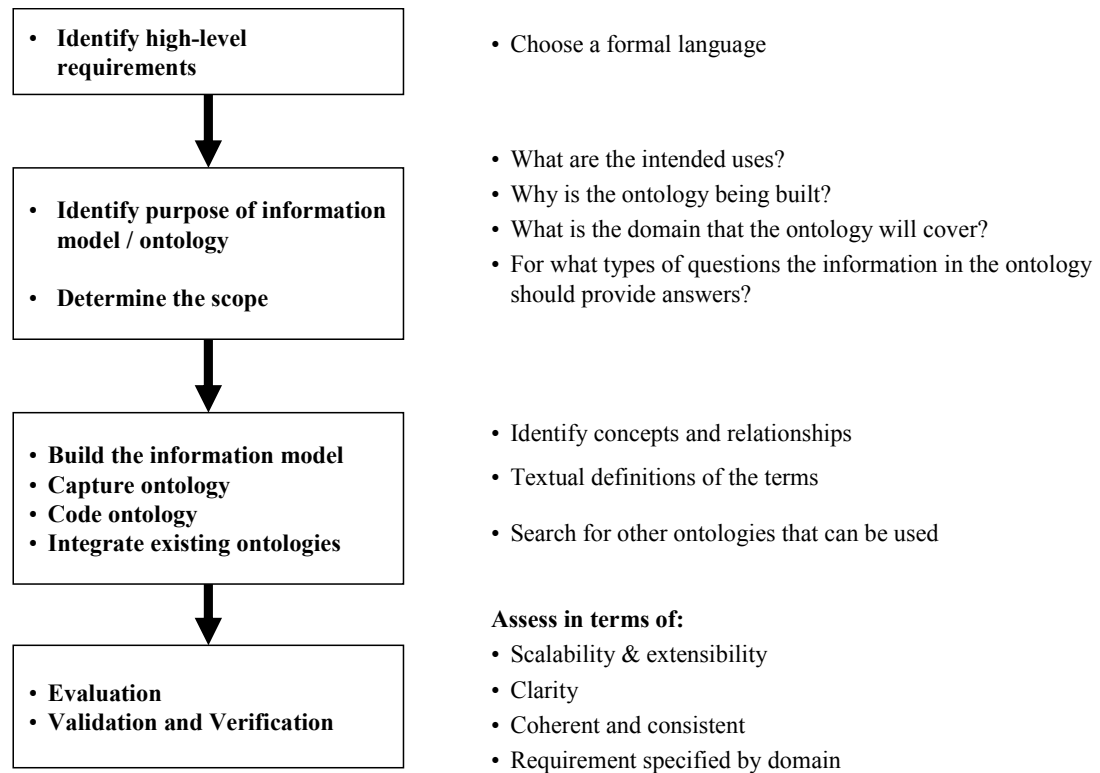 • Identify high-level
requirements
• Choose a formal language
• Identify purpose of information
model / ontology
• Determine the scope
• What are the intended uses?
• Why is the ontology being built?
• What is the domain that the ontology will cover?
• For what types of questions the information in the ontology
should provide answers?
• Build the information model
• Capture ontology
• Code ontology
• Integrate existing ontologies
• Identify concepts and relationships
• Textual definitions of the terms
• Search for other ontologies that can be used
• Evaluation
• Validation and Verification
Assess in terms of:
• Scalability & extensibility
• Clarity
• Coherent and consistent
• Requirement specified by domain